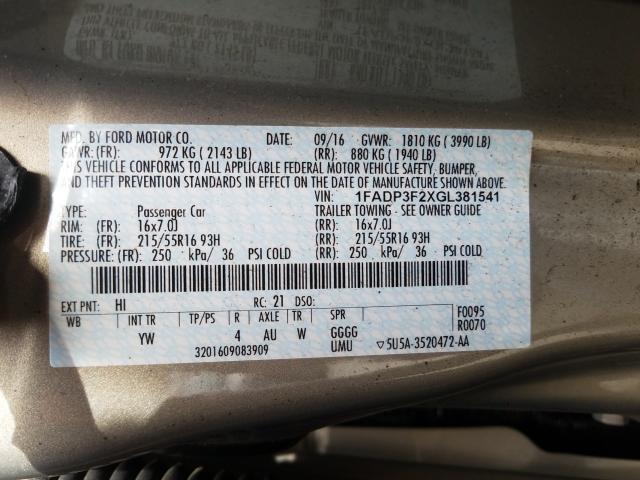 MFD. BY FORD MOTOR CO. DATE: 09/16 GVWR: 1810 KG ( 3990 LB)
GAWR: (FR): 972 KG ( 2143 LB) (RR): 880 KG ( 1940 LB)
THIS VEHICLE CONFORMS TO ALL APPLICABLE FEDERAL MOTOR VEHICLE SAFETY, BUMPER,
AND THEFT PREVENTION STANDARDS IN EFFECT ON THE DATE OF MANUFACTURE SHOWN ABOVE.
VIN: 1FADP3F2XGL381541
TYPE: Passenger Car TRAILER TOWING - SEE OWNER GUIDE
RIM: (FR): 16x7.0J (RR): 16x7.0J
TIRE: (FR): 215/55R16 93H (RR): 215/55R16 93H
PRESSURE: (FR): 250 kPa/ 36 PSI COLD (RR): 250 kPa/ 36 PSI COLD
EXT PNT: HI RC: 21 DSO:
WB INT TR TP/PS R AXLE TR SPR F0095
YW 4 AU W GGGG R0070
3201609083909 UMU ▽5U5A-3520472-AA